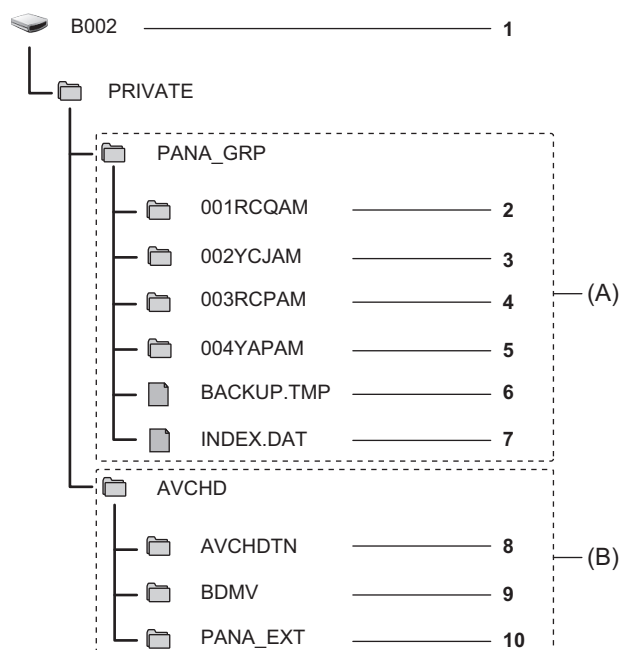 B002 1
PRIVATE
PANA_GRP
001RCQAM 2
002YCJAM 3
003RCPAM 4
(A)
004YAPAM 5
BACKUP.TMP 6
INDEX.DAT 7
AVCHD
AVCHDTN 8
(B)
BDMV 9
PANA_EXT 10